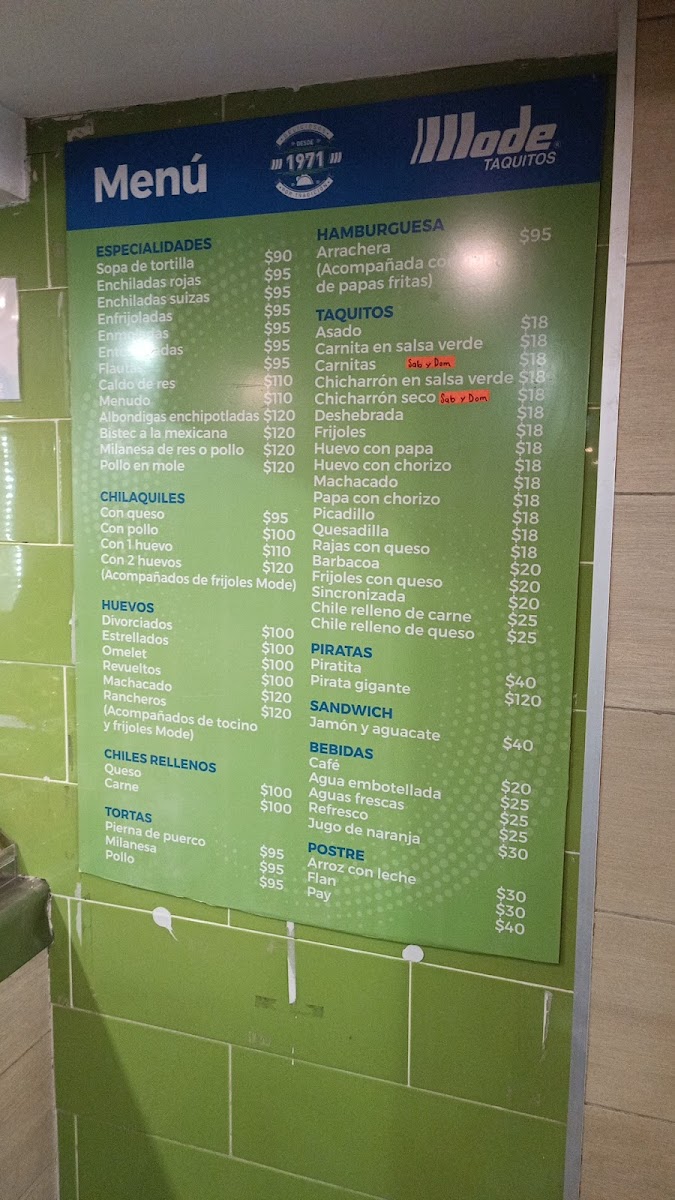 Menú
DESDE
1971
Mode
TAQUITOS
ESPECIALIDADES
Sopa de tortilla $90
Enchiladas rojas $95
Enchiladas suizas $95
Enfrijoladas $95
Enmoladas $95
$95
Flautas $95
Caldo de res $110
Menudo $110
Albondigas enchipotladas $120
Bistec a la mexicana $120
Milanesa de res o pollo $120
Pollo en mole $120
CHILAQUILES
Con queso $95
Con pollo $100
Con 1 huevo $110
Con 2 huevos $120
(Acompañados de frijoles Mode)
HUEVOS
Divorciados $100
Estrellados $100
Omelet $100
Revueltos $100
Machacado $120
Rancheros $120
(Acompañados de tocino
y frijoles Mode)
CHILES RELLENOS
Queso $100
Carne $100
TORTAS
Pierna de puerco $95
Milanesa $95
Pollo $95
HAMBURGUESA
Arrachera $95
(Acompañada
de papas fritas)
TAQUITOS
Asado $18
Carnita en salsa verde $18
Carnitas Sab y Dom $18
Chicharrón en salsa verde $18
Chicharrón seco Sab y Dom $18
Deshebrada $18
Frijoles $18
Huevo con papa $18
Huevo con chorizo $18
Machacado $18
Papa con chorizo $18
Picadillo $18
Quesadilla $18
Rajas con queso $18
Barbacoa $20
Frijoles con queso $20
Sincronizada $20
Chile relleno de carne $25
Chile relleno de queso $25
PIRATAS
Piratita $40
Pirata gigante $120
SANDWICH
Jamón y aguacate $40
BEBIDAS
Café $20
Agua embotellada $25
Aguas frescas $25
Refresco $25
Jugo de naranja $30
POSTRE
Arroz con leche $30
Flan $30
Pay $40